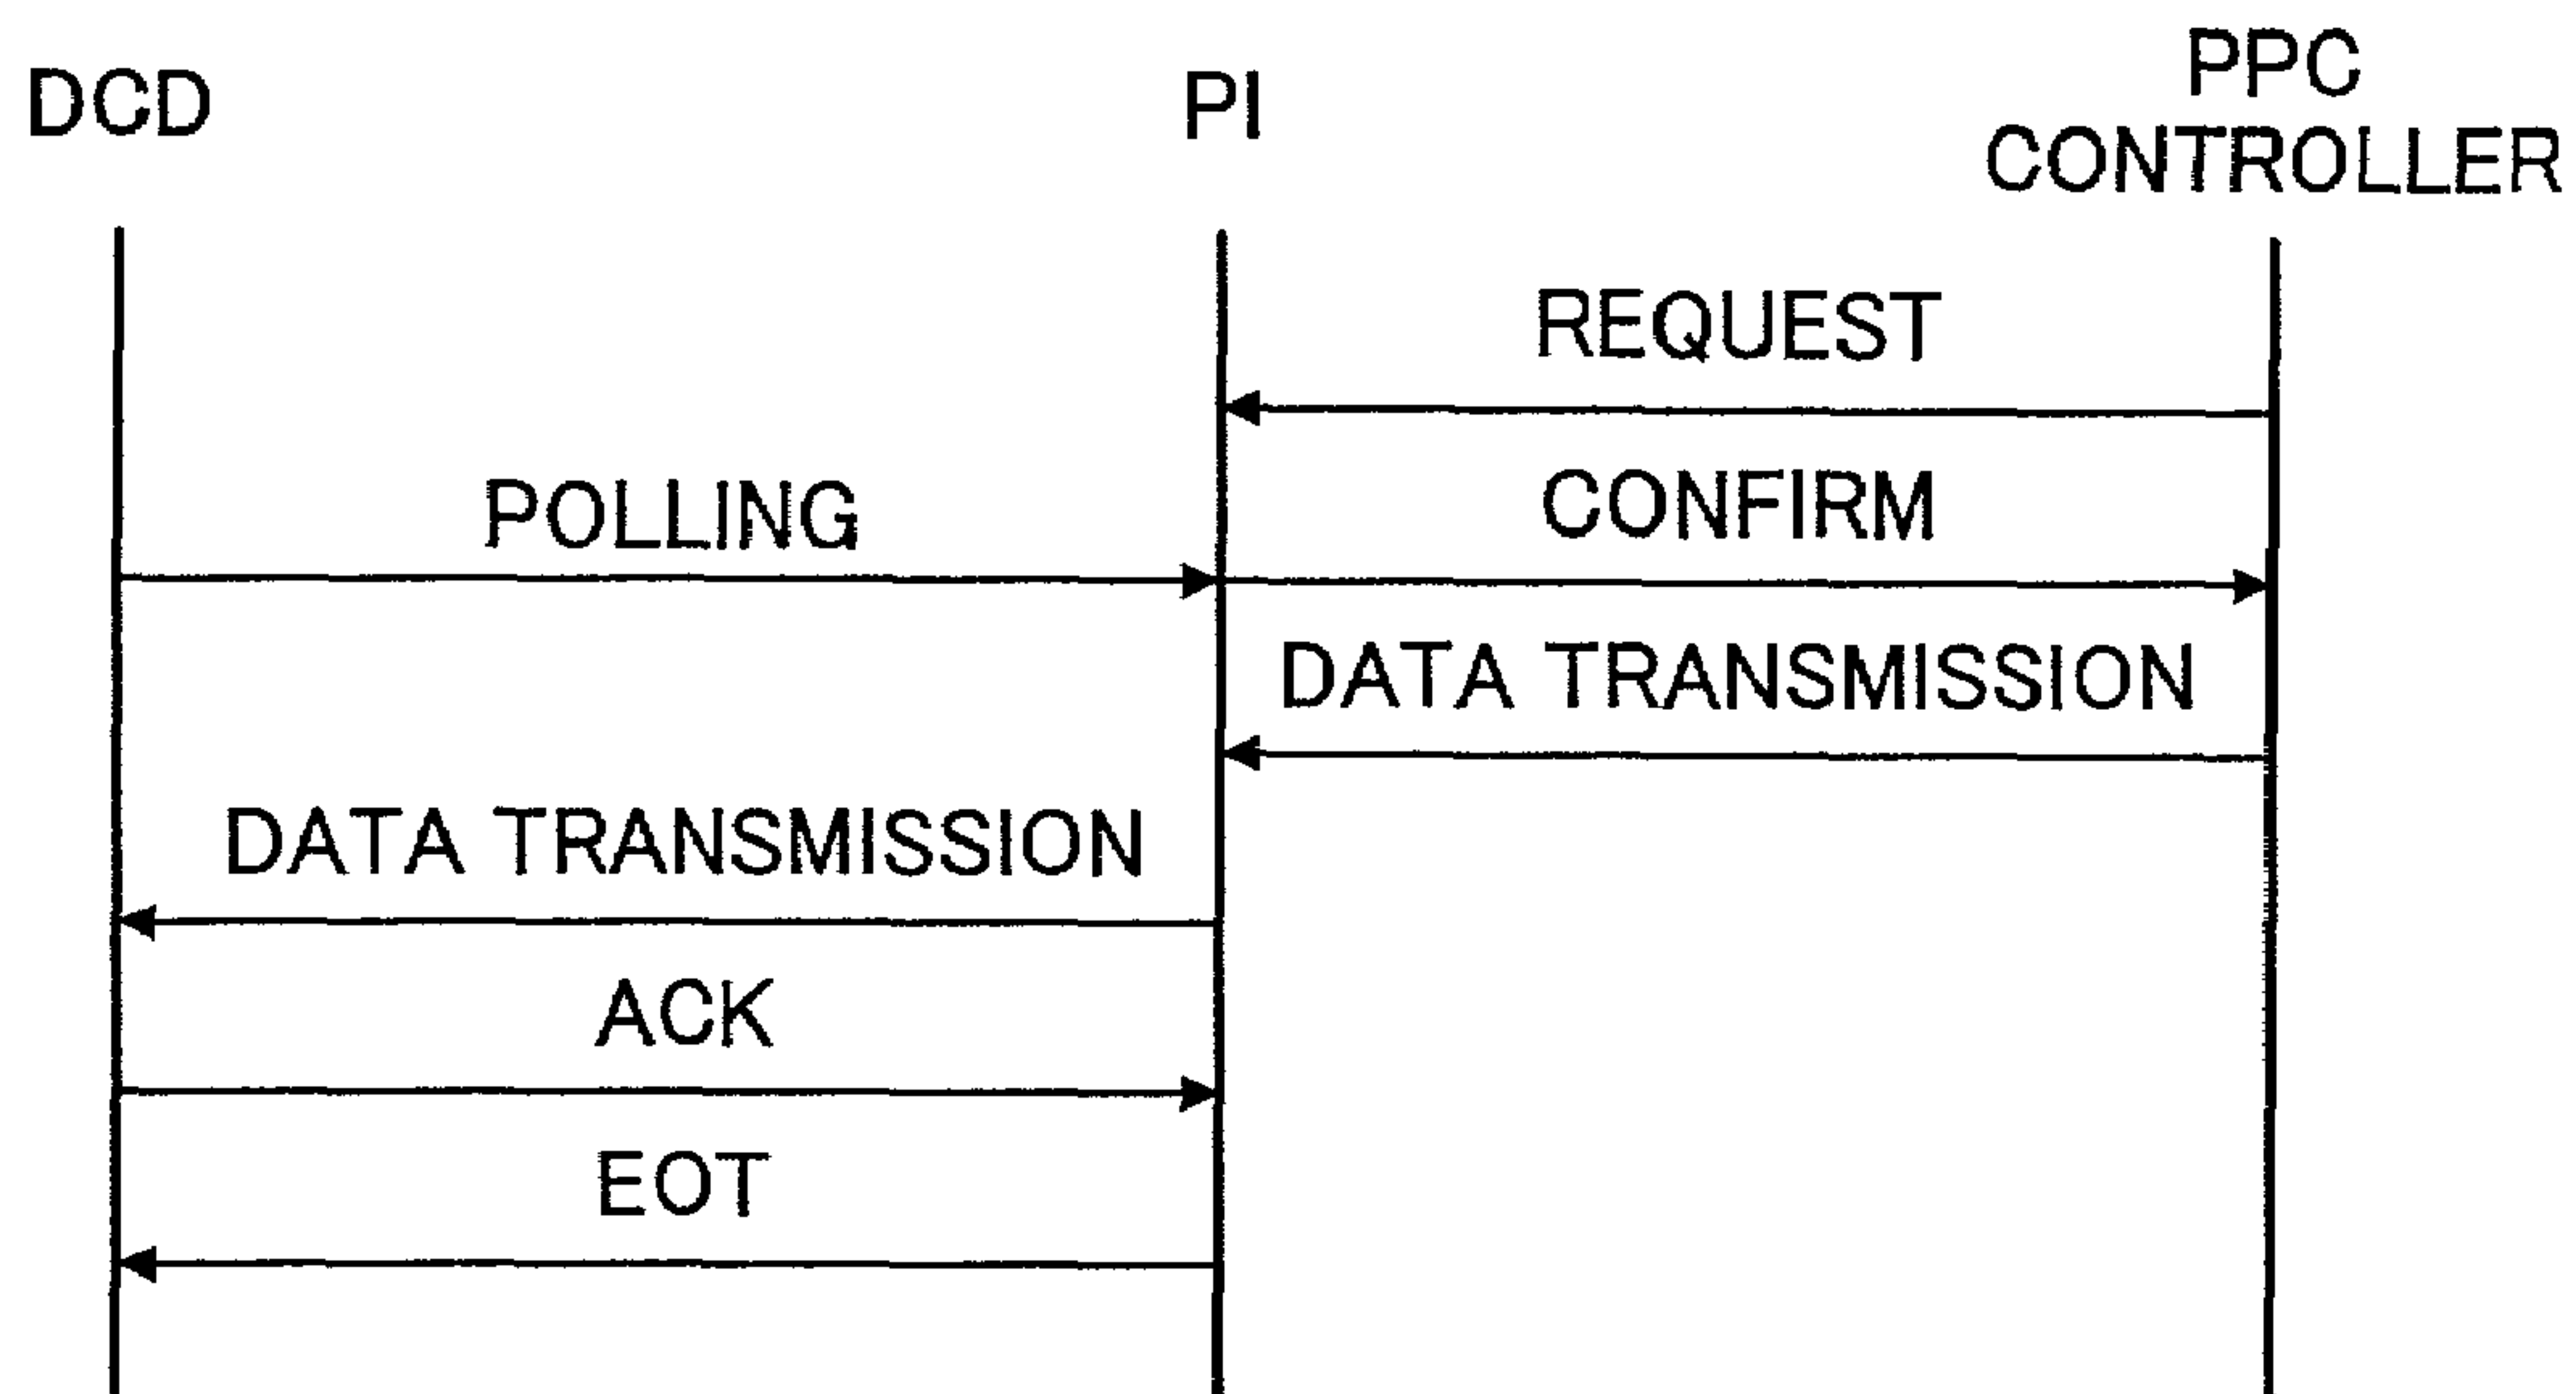 DCD
PI
PPC
CONTROLLER
REQUEST
POLLING
CONFIRM
DATA TRANSMISSION
DATA TRANSMISSION
ACK
EOT